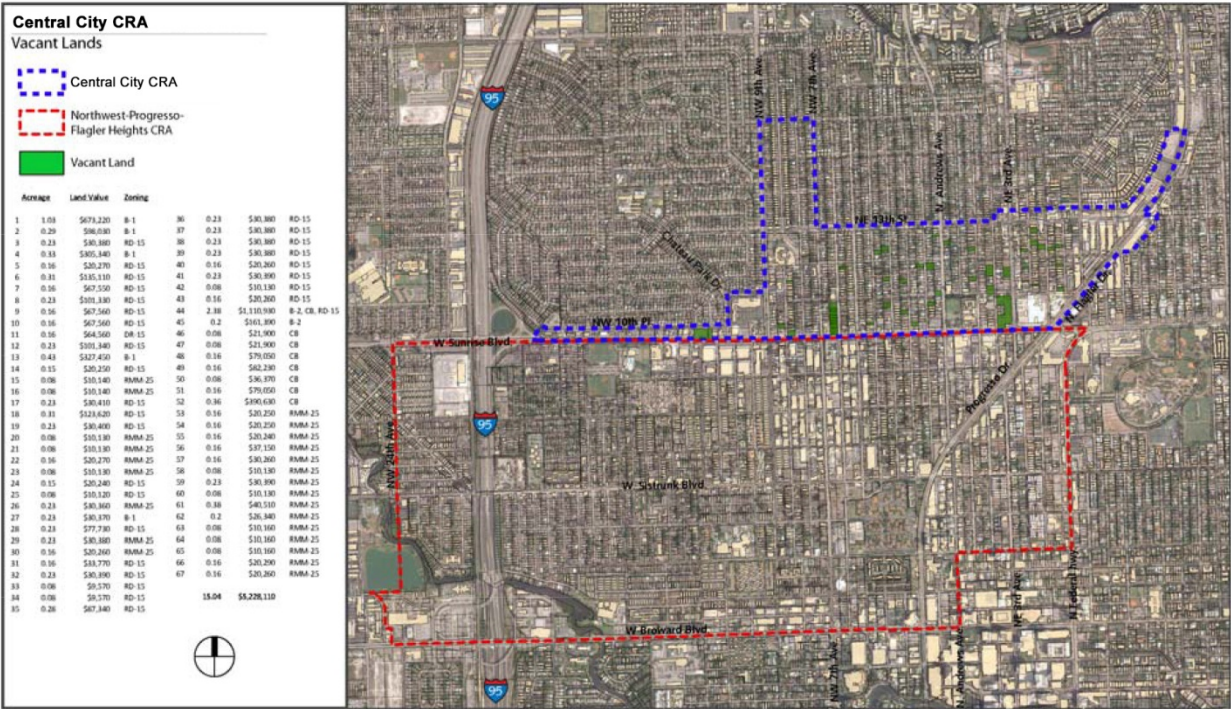 Central City CRA
Vacant Lands
Central City CRA
Northwest-Progresso-
Flagler Heights CRA
Vacant Land
Acreage Land Value Zoning
1 1.03 $673,220 B-1
2 0.29 $98,030 B-1
3 0.23 $30,380 RD-15
4 0.33 $305,340 B-1
5 0.16 $20,270 RD-15
6 0.31 $135,110 RD-15
7 0.16 $67,550 RD-15
8 0.23 $101,330 RD-15
9 0.16 $67,560 RD-15
10 0.16 $67,560 RD-15
11 0.16 $64,560 DR-15
12 0.23 $101,340 RD-15
13 0.43 $327,450 B-1
14 0.15 $20,250 RD-15
15 0.08 $10,140 RMM-25
16 0.08 $10,140 RMM-25
17 0.23 $30,410 RD-15
18 0.31 $123,620 RD-15
19 0.23 $30,400 RD-15
20 0.08 $10,130 RMM-25
21 0.08 $10,130 RMM-25
22 0.16 $20,270 RMM-25
23 0.08 $10,130 RMM-25
24 0.15 $20,240 RD-15
25 0.08 $10,120 RD-15
26 0.23 $30,360 RMM-25
27 0.23 $30,370 B-1
28 0.23 $77,730 RD-15
29 0.23 $30,380 RMM-25
30 0.16 $20,260 RMM-25
31 0.16 $33,770 RD-15
32 0.23 $30,390 RD-15
33 0.08 $9,570 RD-15
34 0.08 $9,570 RD-15
35 0.26 $67,340 RD-15
36 0.23 $30,380 RD-15
37 0.23 $30,380 RD-15
38 0.23 $30,380 RD-15
39 0.23 $30,380 RD-15
40 0.16 $20,260 RD-15
41 0.23 $30,390 RD-15
42 0.08 $10,130 RD-15
43 0.16 $20,260 RD-15
44 2.38 $1,110,930 B-2, CB, RD-15
45 0.2 $161,390 B-2
46 0.08 $21,900 CB
47 0.08 $21,900 CB
48 0.16 $79,050 CB
49 0.16 $82,230 CB
50 0.08 $36,370 CB
51 0.16 $79,050 CB
52 0.36 $390,630 CB
53 0.16 $20,250 RMM-25
54 0.16 $20,250 RMM-25
55 0.16 $20,240 RMM-25
56 0.16 $37,150 RMM-25
57 0.16 $30,260 RMM-25
58 0.08 $10,130 RMM-25
59 0.23 $30,390 RMM-25
60 0.08 $10,130 RMM-25
61 0.38 $40,510 RMM-25
62 0.2 $26,340 RMM-25
63 0.08 $10,160 RMM-25
64 0.08 $10,160 RMM-25
65 0.08 $10,160 RMM-25
66 0.16 $20,290 RMM-25
67 0.16 $20,260 RMM-25
15.04 $5,228,110
95
NW 9th Ave
NW 7th Ave
N. Andrews Ave
NE 3rd Ave
NE 13th St
Chateau Park Dr
NW 10th Pl
N Flagler Dr
W Sunrise Blvd
Progresso Dr
95
NW 24th Ave
W Sistrunk Blvd
N Federal Hwy
NE 3rd Ave
W Broward Blvd
NW 7th Ave
N. Andrews Ave
95